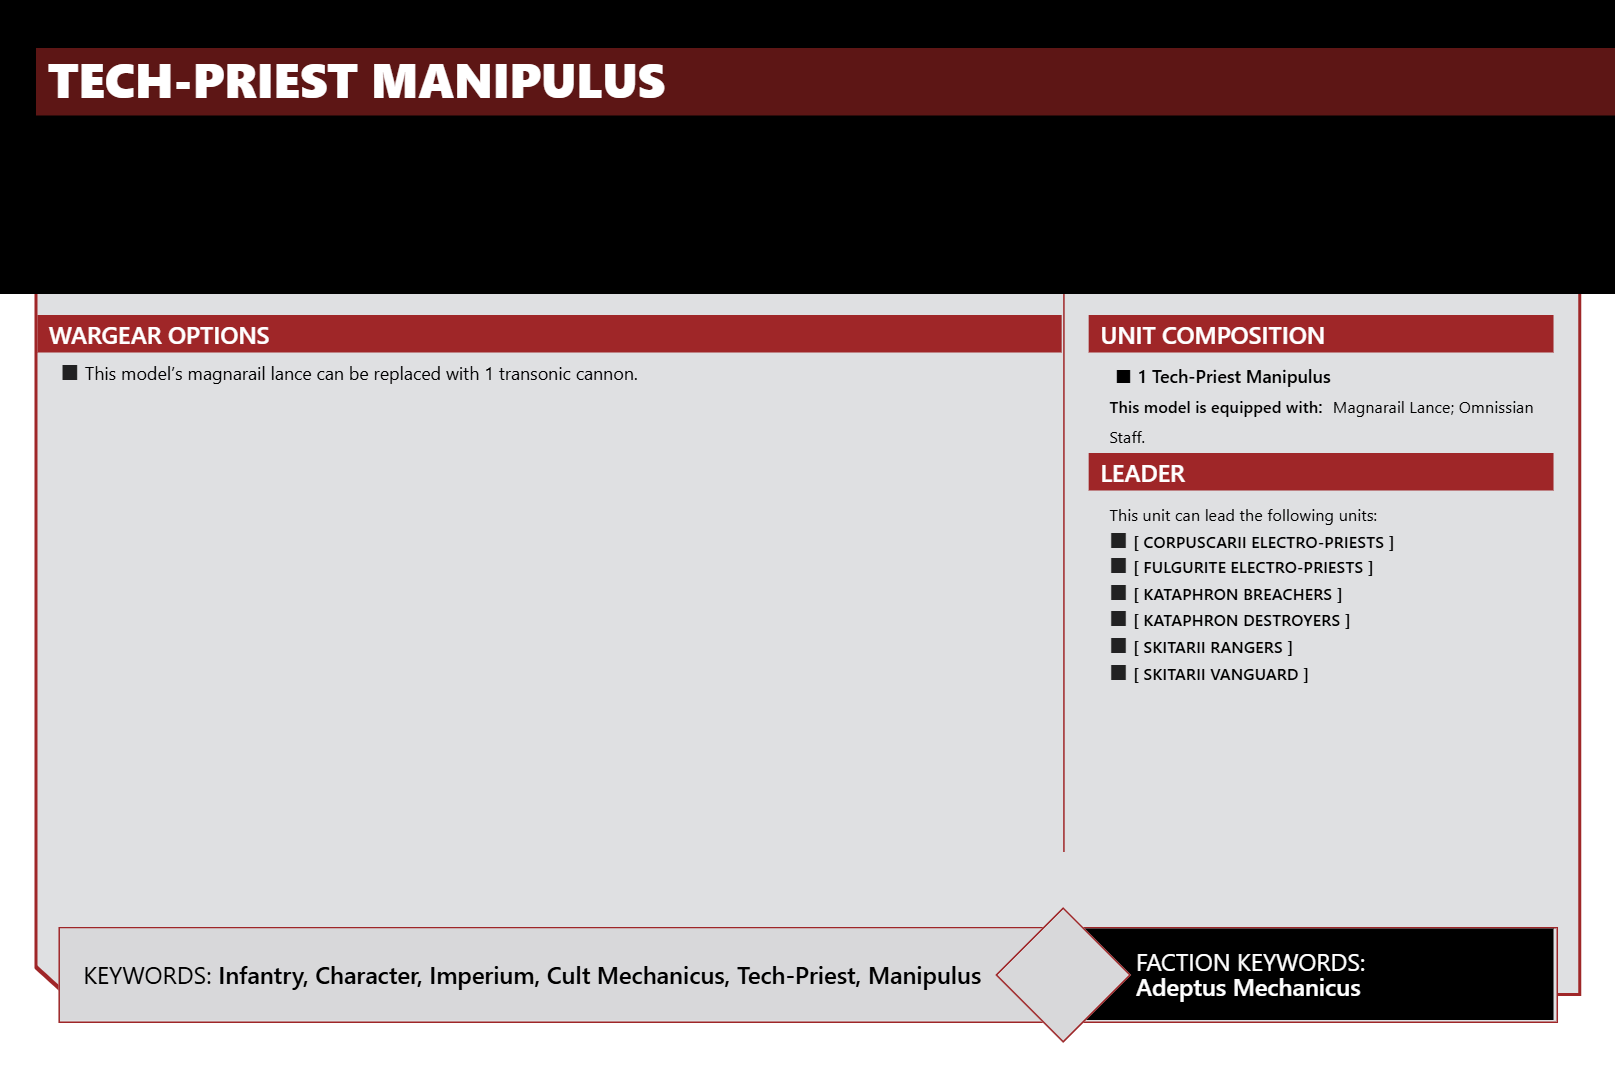 TECH-PRIEST MANIPULUS
WARGEAR OPTIONS
■ This model’s magnarail lance can be replaced with 1 transonic cannon.
UNIT COMPOSITION
■ 1 Tech-Priest Manipulus
This model is equipped with: Magnarail Lance; Omnissian
Staff.
LEADER
This unit can lead the following units:
■ [ CORPUSCARII ELECTRO-PRIESTS ]
■ [ FULGURITE ELECTRO-PRIESTS ]
■ [ KATAPHRON BREACHERS ]
■ [ KATAPHRON DESTROYERS ]
■ [ SKITARII RANGERS ]
■ [ SKITARII VANGUARD ]
KEYWORDS: Infantry, Character, Imperium, Cult Mechanicus, Tech-Priest, Manipulus
FACTION KEYWORDS:
Adeptus Mechanicus